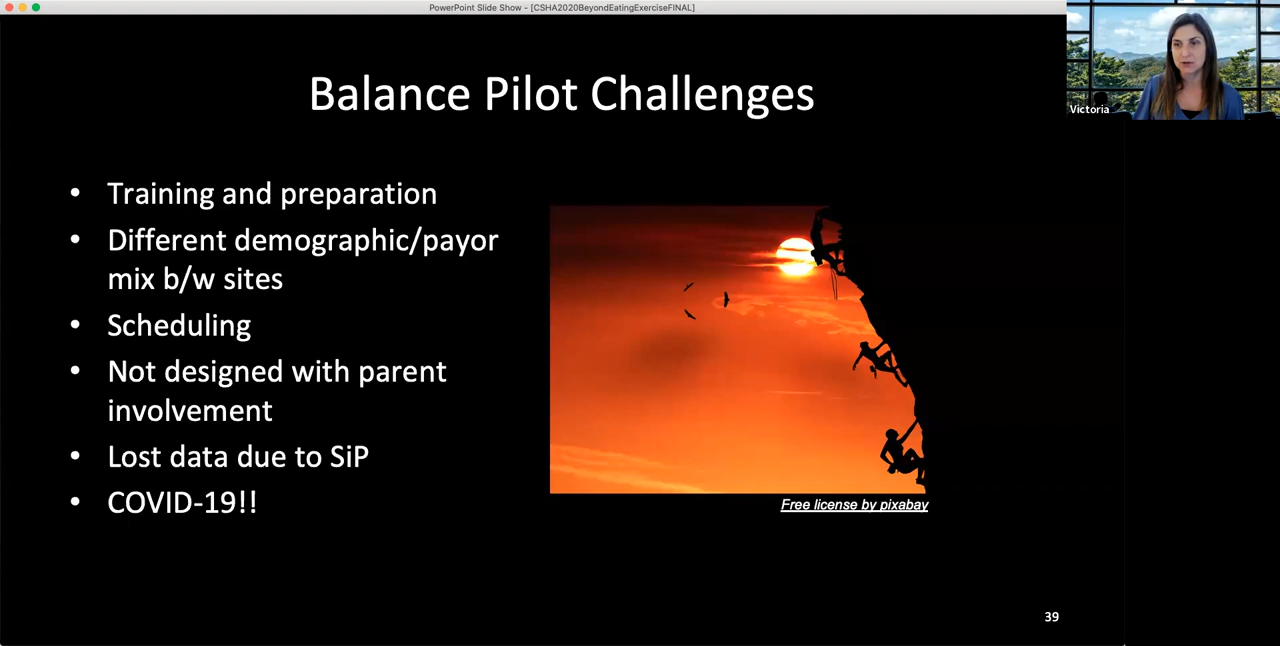 PowerPoint Slide Show - [CSHA2020BeyondEatingExerciseFINAL]
Victoria
Balance Pilot Challenges
• Training and preparation
• Different demographic/payor
mix b/w sites
• Scheduling
• Not designed with parent
involvement
• Lost data due to SiP
• COVID-19!!
Free license by pixabay
39